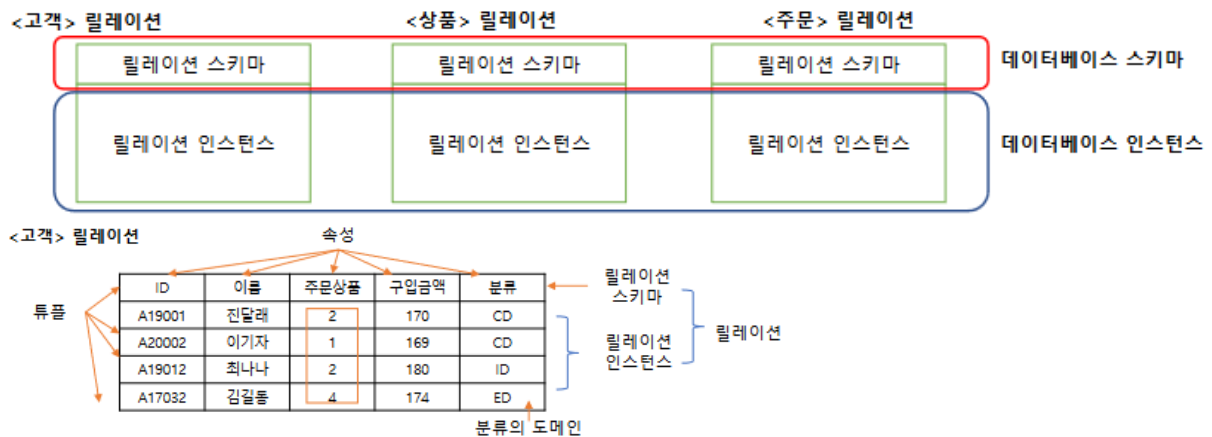 <고객> 릴레이션 <상품> 릴레이션 <주문> 릴레이션
릴레이션 스키마 릴레이션 스키마 릴레이션 스키마 데이터베이스 스키마
릴레이션 인스턴스 릴레이션 인스턴스 릴레이션 인스턴스 데이터베이스 인스턴스
<고객> 릴레이션
속성
ID 이름 주문상품 구입금액 분류
A19001 진달래 2 170 CD
A20002 이기자 1 169 CD
A19012 최나나 2 180 ID
A17032 김길동 4 174 ED
튜플
릴레이션
스키마
릴레이션
인스턴스
릴레이션
분류의 도메인